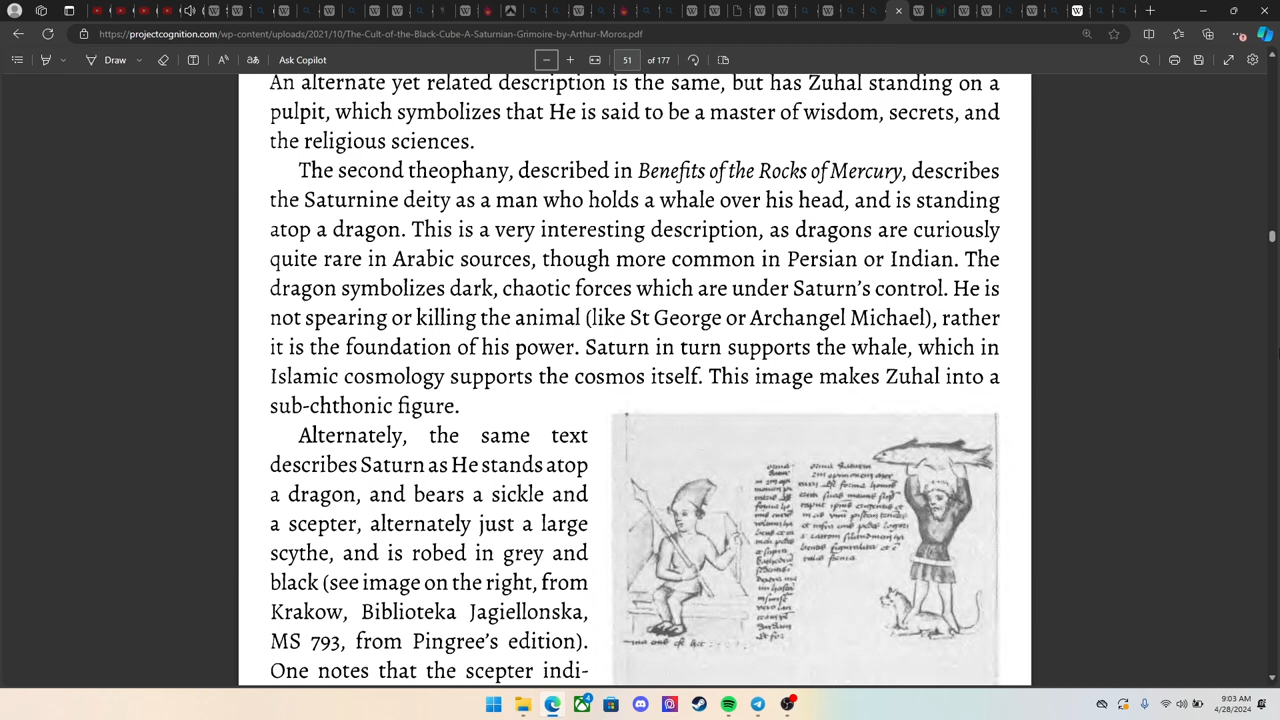 https://projectcognition.com/wp-content/uploads/2021/10/The-Cult-of-the-Black-Cube-A-Saturnian-Grimoire-by-Arthur-Moros.pdf
Draw
Ask Copilot
51 of 177
An alternate yet related description is the same, but has Zuhal standing on a
pulpit, which symbolizes that He is said to be a master of wisdom, secrets, and
the religious sciences.
The second theophany, described in Benefits of the Rocks of Mercury, describes
the Saturnine deity as a man who holds a whale over his head, and is standing
atop a dragon. This is a very interesting description, as dragons are curiously
quite rare in Arabic sources, though more common in Persian or Indian. The
dragon symbolizes dark, chaotic forces which are under Saturn's control. He is
not spearing or killing the animal (like St George or Archangel Michael), rather
it is the foundation of his power. Saturn in turn supports the whale, which in
Islamic cosmology supports the cosmos itself. This image makes Zuhal into a
sub-chthonic figure.
Alternately, the same text
describes Saturn as He stands atop
a dragon, and bears a sickle and
a scepter, alternately just a large
scythe, and is robed in grey and
black (see image on the right, from
Krakow, Biblioteka Jagiellonska,
MS 793, from Pingree's edition).
One notes that the scepter indi-
9:03 AM
4/28/2024